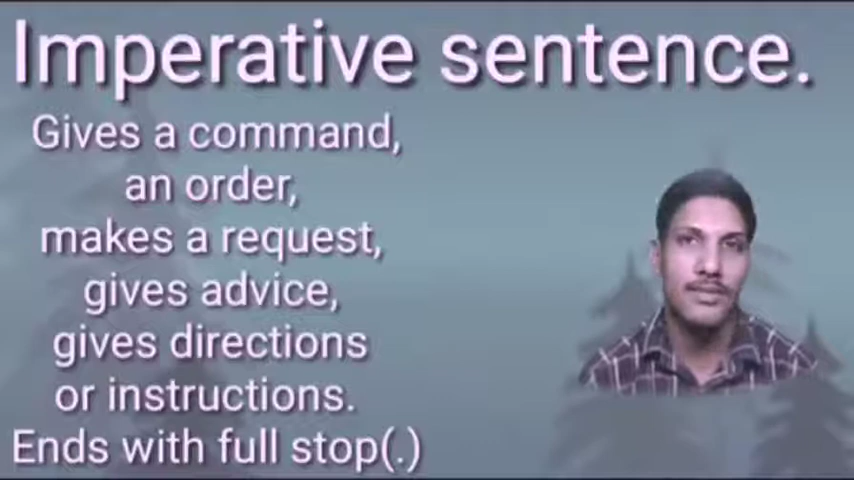 Imperative sentence.
Gives a command,
an order,
makes a request,
gives advice,
gives directions
or instructions.
Ends with full stop(.)